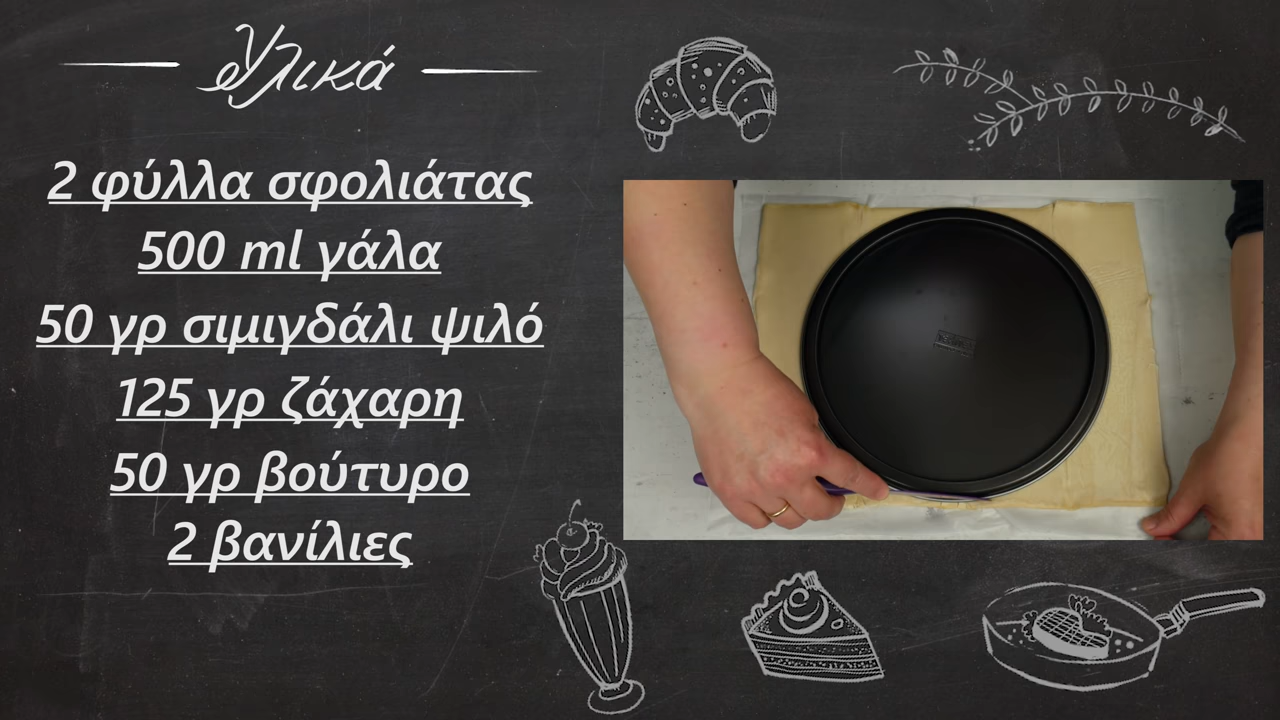 Υλικά
2 φύλλα σφολιάτας
500 ml γάλα
50 γρ σιμιγδάλι ψιλό
125 γρ ζάχαρη
50 γρ βούτυρο
2 βανίλιες